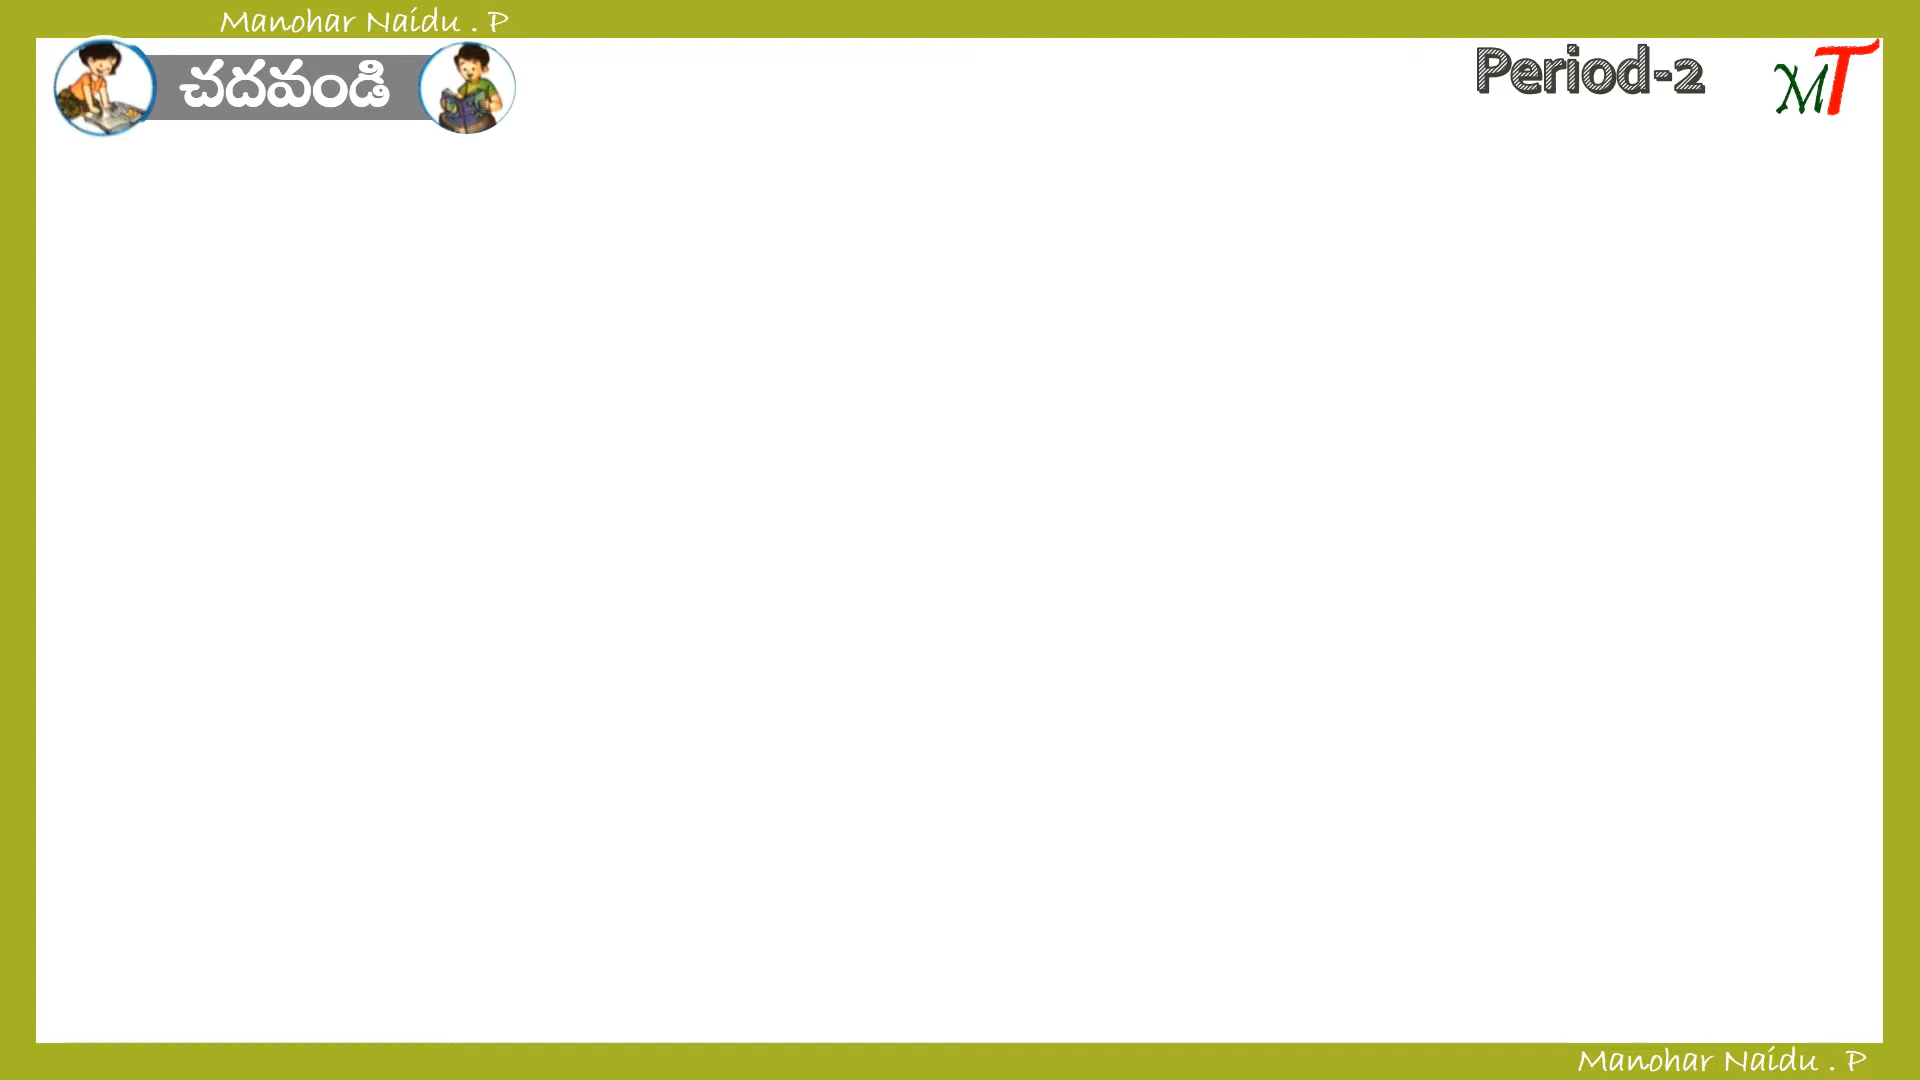 Manohar Naidu . P
చదవండి
Period-2
MT
Manohar Naidu . P